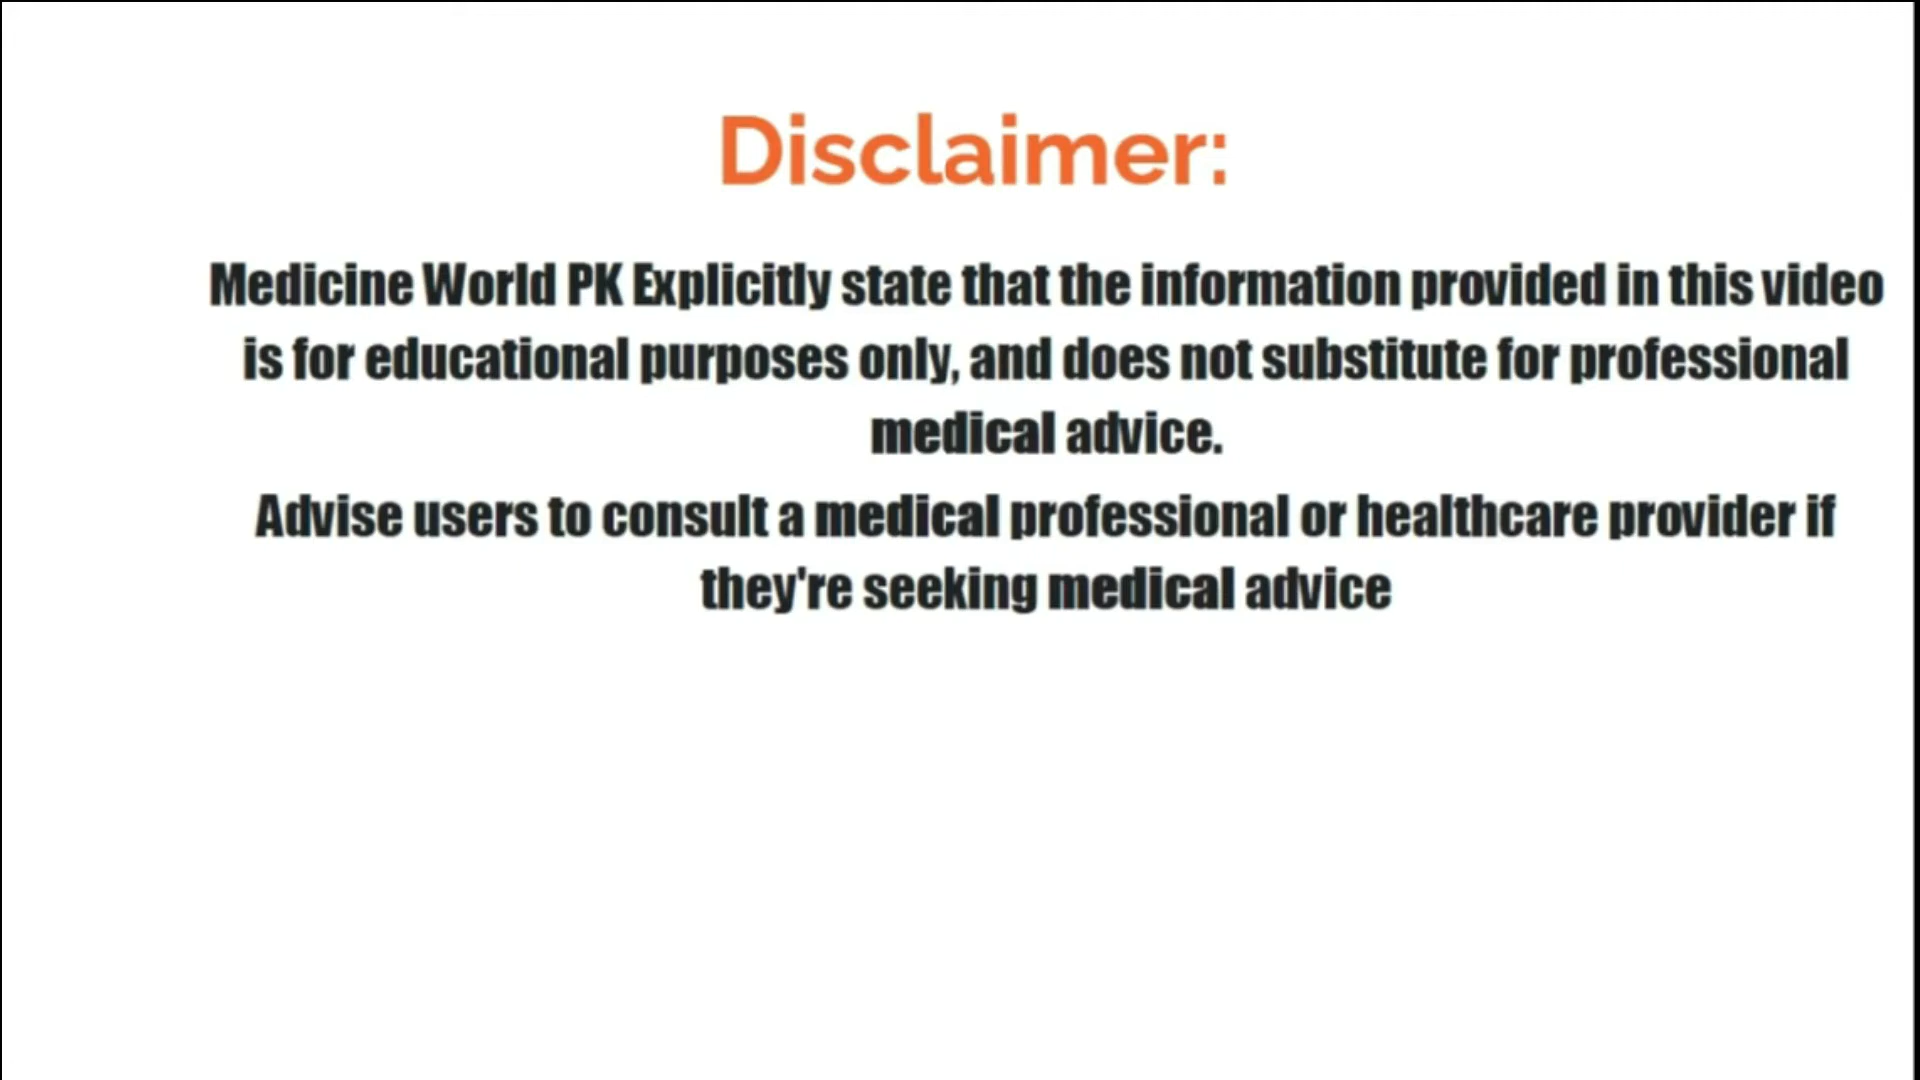 Disclaimer:
Medicine World PK Explicitly state that the information provided in this video
is for educational purposes only, and does not substitute for professional
medical advice.
Advise users to consult a medical professional or healthcare provider if
they're seeking medical advice